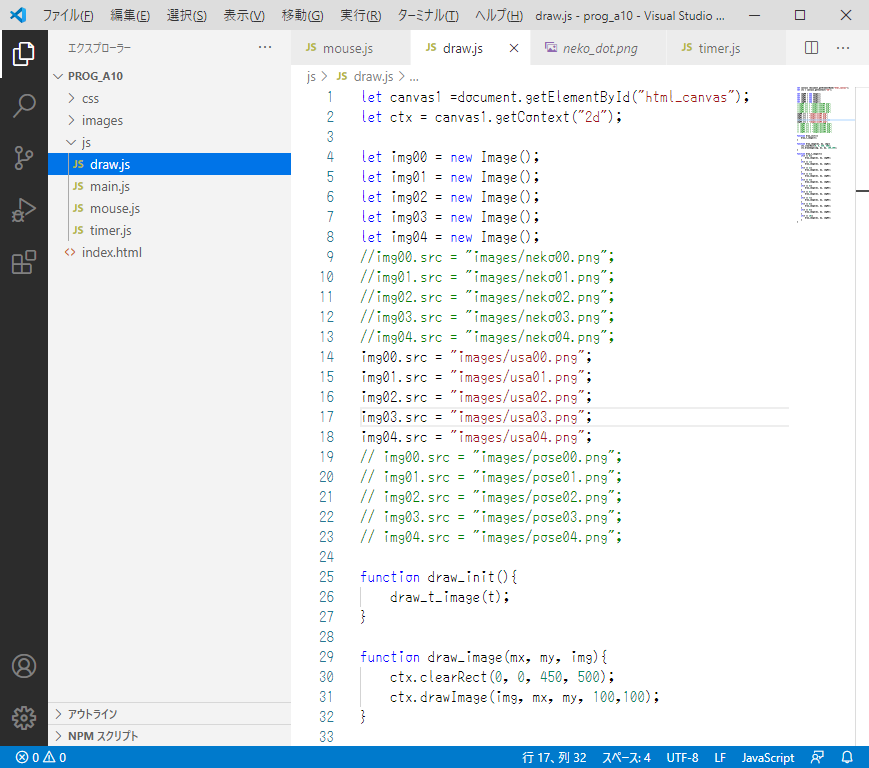 ファイル(F) 編集(E) 選択(S) 表示(V) 移動(G) 実行(R) ターミナル(T) ヘルプ(H) draw.js - prog_a10 - Visual Studio ...
エクスプローラー ...
JS mouse.js JS draw.js neko_dot.png JS timer.js ...
PROG_A10
css
images
js
JS draw.js
JS main.js
JS mouse.js
JS timer.js
<> index.html
アウトライン
NPM スクリプト
js > JS draw.js > ...
1 let canvas1 =document.getElementById("html_canvas");
2 let ctx = canvas1.getContext("2d");
3
4 let img00 = new Image();
5 let img01 = new Image();
6 let img02 = new Image();
7 let img03 = new Image();
8 let img04 = new Image();
9 //img00.src = "images/neko00.png";
10 //img01.src = "images/neko01.png";
11 //img02.src = "images/neko02.png";
12 //img03.src = "images/neko03.png";
13 //img04.src = "images/neko04.png";
14 img00.src = "images/usa00.png";
15 img01.src = "images/usa01.png";
16 img02.src = "images/usa02.png";
17 img03.src = "images/usa03.png";
18 img04.src = "images/usa04.png";
19 // img00.src = "images/pose00.png";
20 // img01.src = "images/pose01.png";
21 // img02.src = "images/pose02.png";
22 // img03.src = "images/pose03.png";
23 // img04.src = "images/pose04.png";
24
25 function draw_init(){
26 draw_t_image(t);
27 }
28
29 function draw_image(mx, my, img){
30 ctx.clearRect(0, 0, 450, 500);
31 ctx.drawImage(img, mx, my, 100,100);
32 }
33
0 0 行 17、列 32 スペース: 4 UTF-8 LF JavaScript